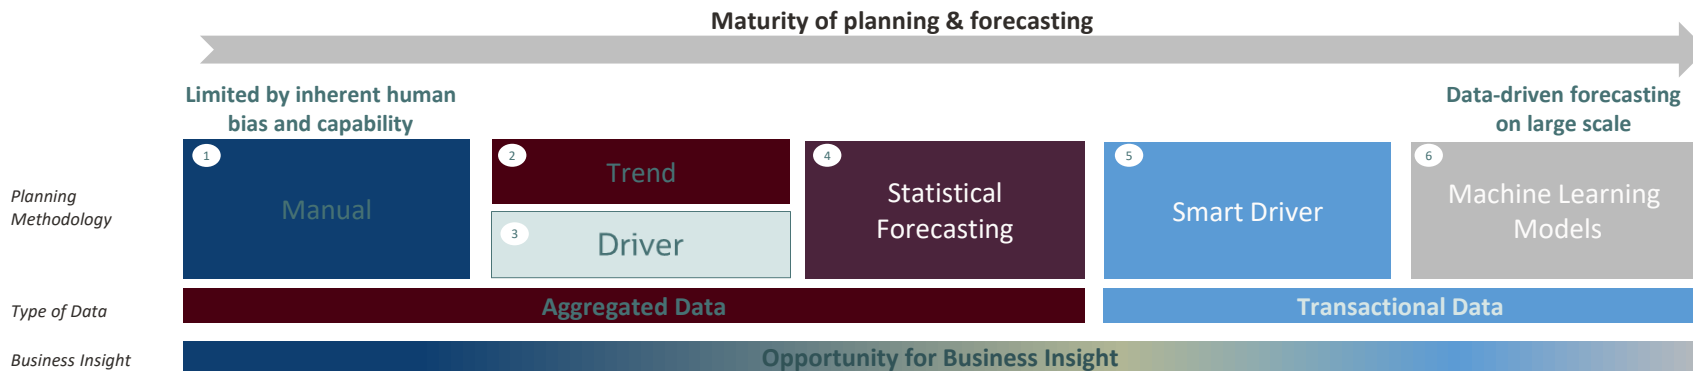 Maturity of planning & forecasting
Limited by inherent human
bias and capability
Data-driven forecasting
on large scale
Planning
Methodology
1
Manual
2
Trend
3
Driver
4
Statistical
Forecasting
5
Smart Driver
6
Machine Learning
Models
Type of Data
Aggregated Data
Transactional Data
Business Insight
Opportunity for Business Insight